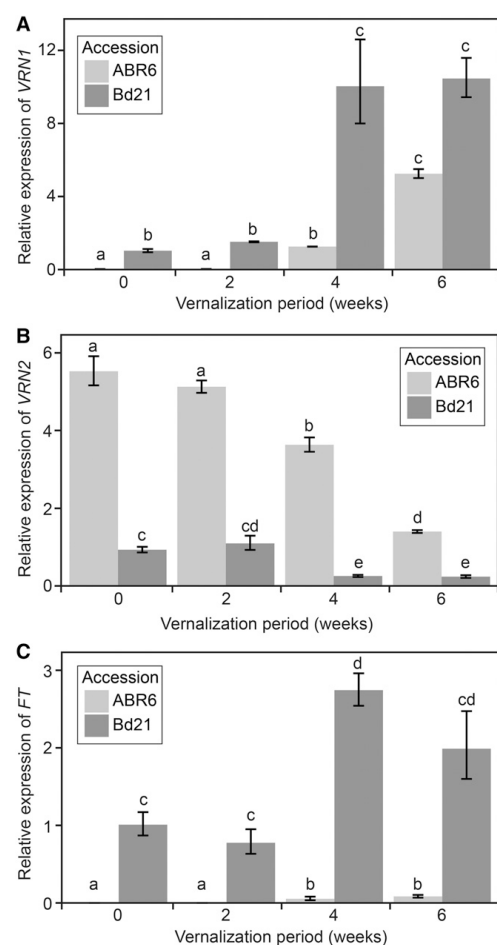 A
Relative expression of VRN1
12
8
4
0
Accession
ABR6
Bd21
a b a b b c c c
0 2 4 6
Vernalization period (weeks)
B
Relative expression of VRN2
6
4
2
0
Accession
ABR6
Bd21
a c a cd b e d e
0 2 4 6
Vernalization period (weeks)
C
Relative expression of FT
3
2
1
0
Accession
ABR6
Bd21
a c a c b d b cd
0 2 4 6
Vernalization period (weeks)